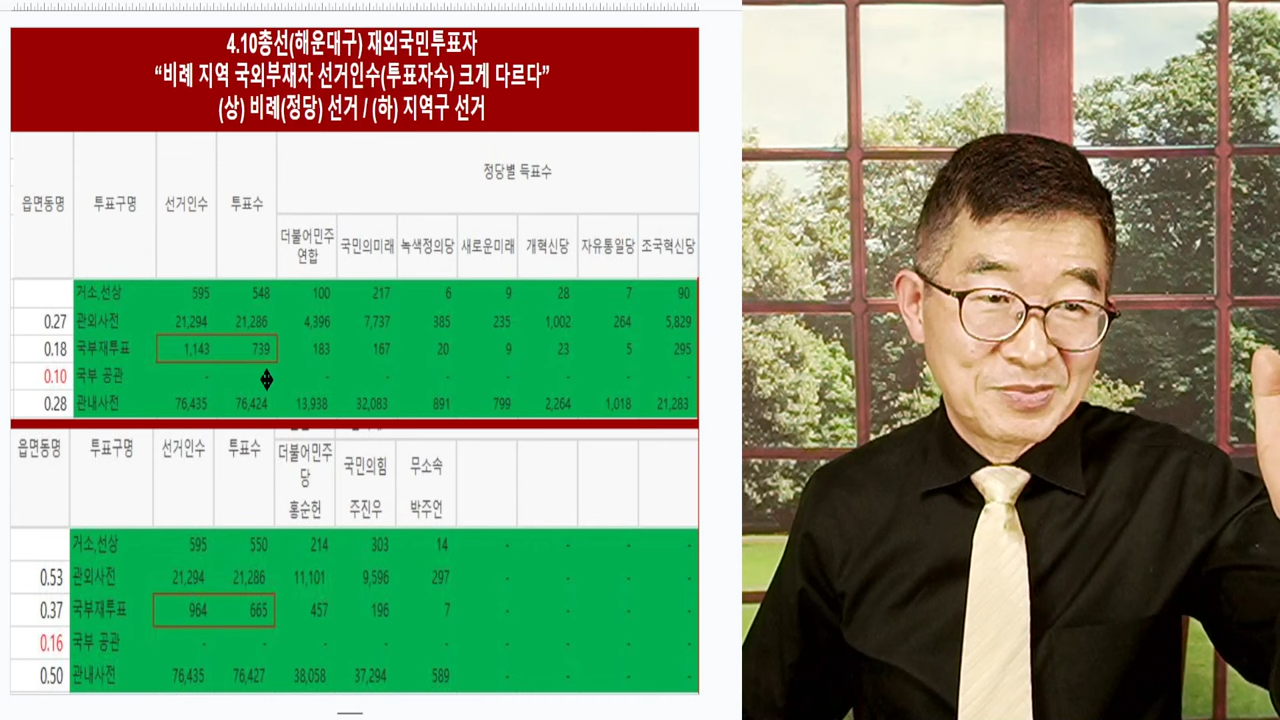 4.10총선(해운대구) 재외국민투표자
“비례 지역 국외부재자 선거인수(투표자수) 크게 다르다”
(상) 비례(정당) 선거 / (하) 지역구 선거
정당별 득표수
읍면동명 투표구명 선거인수 투표수
더불어민주연합 국민의미래 녹색정의당 새로운미래 개혁신당 자유통일당 조국혁신당
거소,선상 595 548 100 217 6 9 28 7 90
0.27 관외사전 21,294 21,286 4,396 7,737 385 235 1,002 264 5,829
0.18 국부재투표 1,143 739 183 167 20 9 23 5 295
0.10 국부 공관 - - - - - - - - -
0.28 관내사전 76,435 76,424 13,938 32,083 891 799 2,264 1,018 21,283
읍면동명 투표구명 선거인수 투표수 더불어민주당 국민의힘 무소속
홍순헌 주진우 박주언
거소,선상 595 550 214 303 14 - - - -
0.53 관외사전 21,294 21,286 11,101 9,596 297 - - - -
0.37 국부재투표 964 665 457 196 7 - - - -
0.16 국부 공관 - - - - - - - - -
0.50 관내사전 76,435 76,427 38,058 37,294 589 - - - -